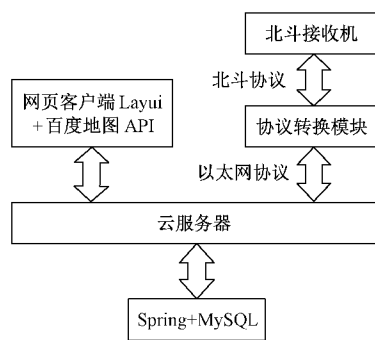 北斗接收机
北斗协议
网页客户端 Layui
+百度地图 API
协议转换模块
以太网协议
云服务器
Spring+MySQL